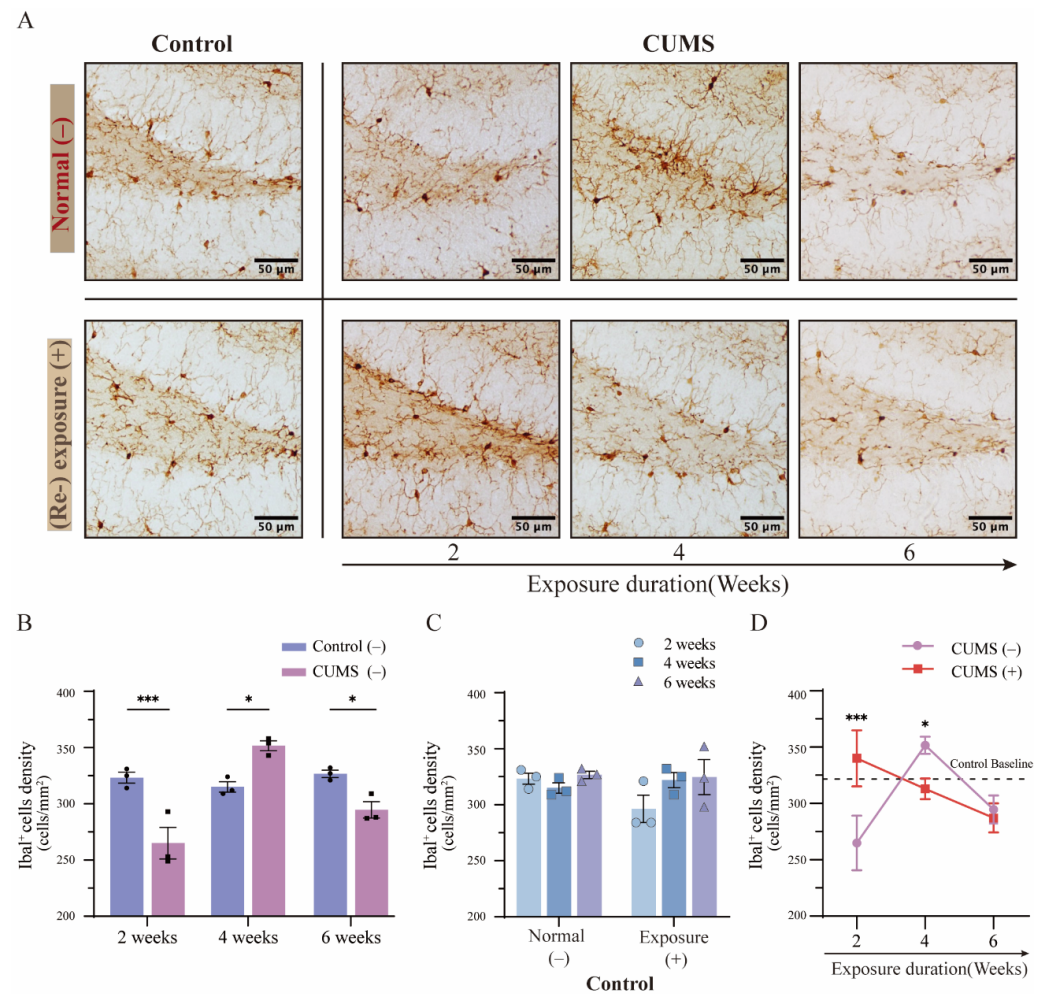 A
Control
CUMS
Normal (–)
50 µm
50 µm
50 µm
50 µm
(Re-) exposure (+)
50 µm
50 µm
50 µm
50 µm
2
4
6
Exposure duration(Weeks)
B
Control (–)
CUMS (–)
Ibal⁺ cells density
(cells/mm²)
400
350
300
250
200
***
*
*
2 weeks
4 weeks
6 weeks
C
2 weeks
4 weeks
6 weeks
Ibal⁺ cells density
(cells/mm²)
400
350
300
250
200
Normal
(–)
Exposure
(+)
Control
D
CUMS (–)
CUMS (+)
Ibal⁺ cells density
(cells/mm²)
400
350
300
250
200
***
*
Control Baseline
2
4
6
Exposure duration(Weeks)